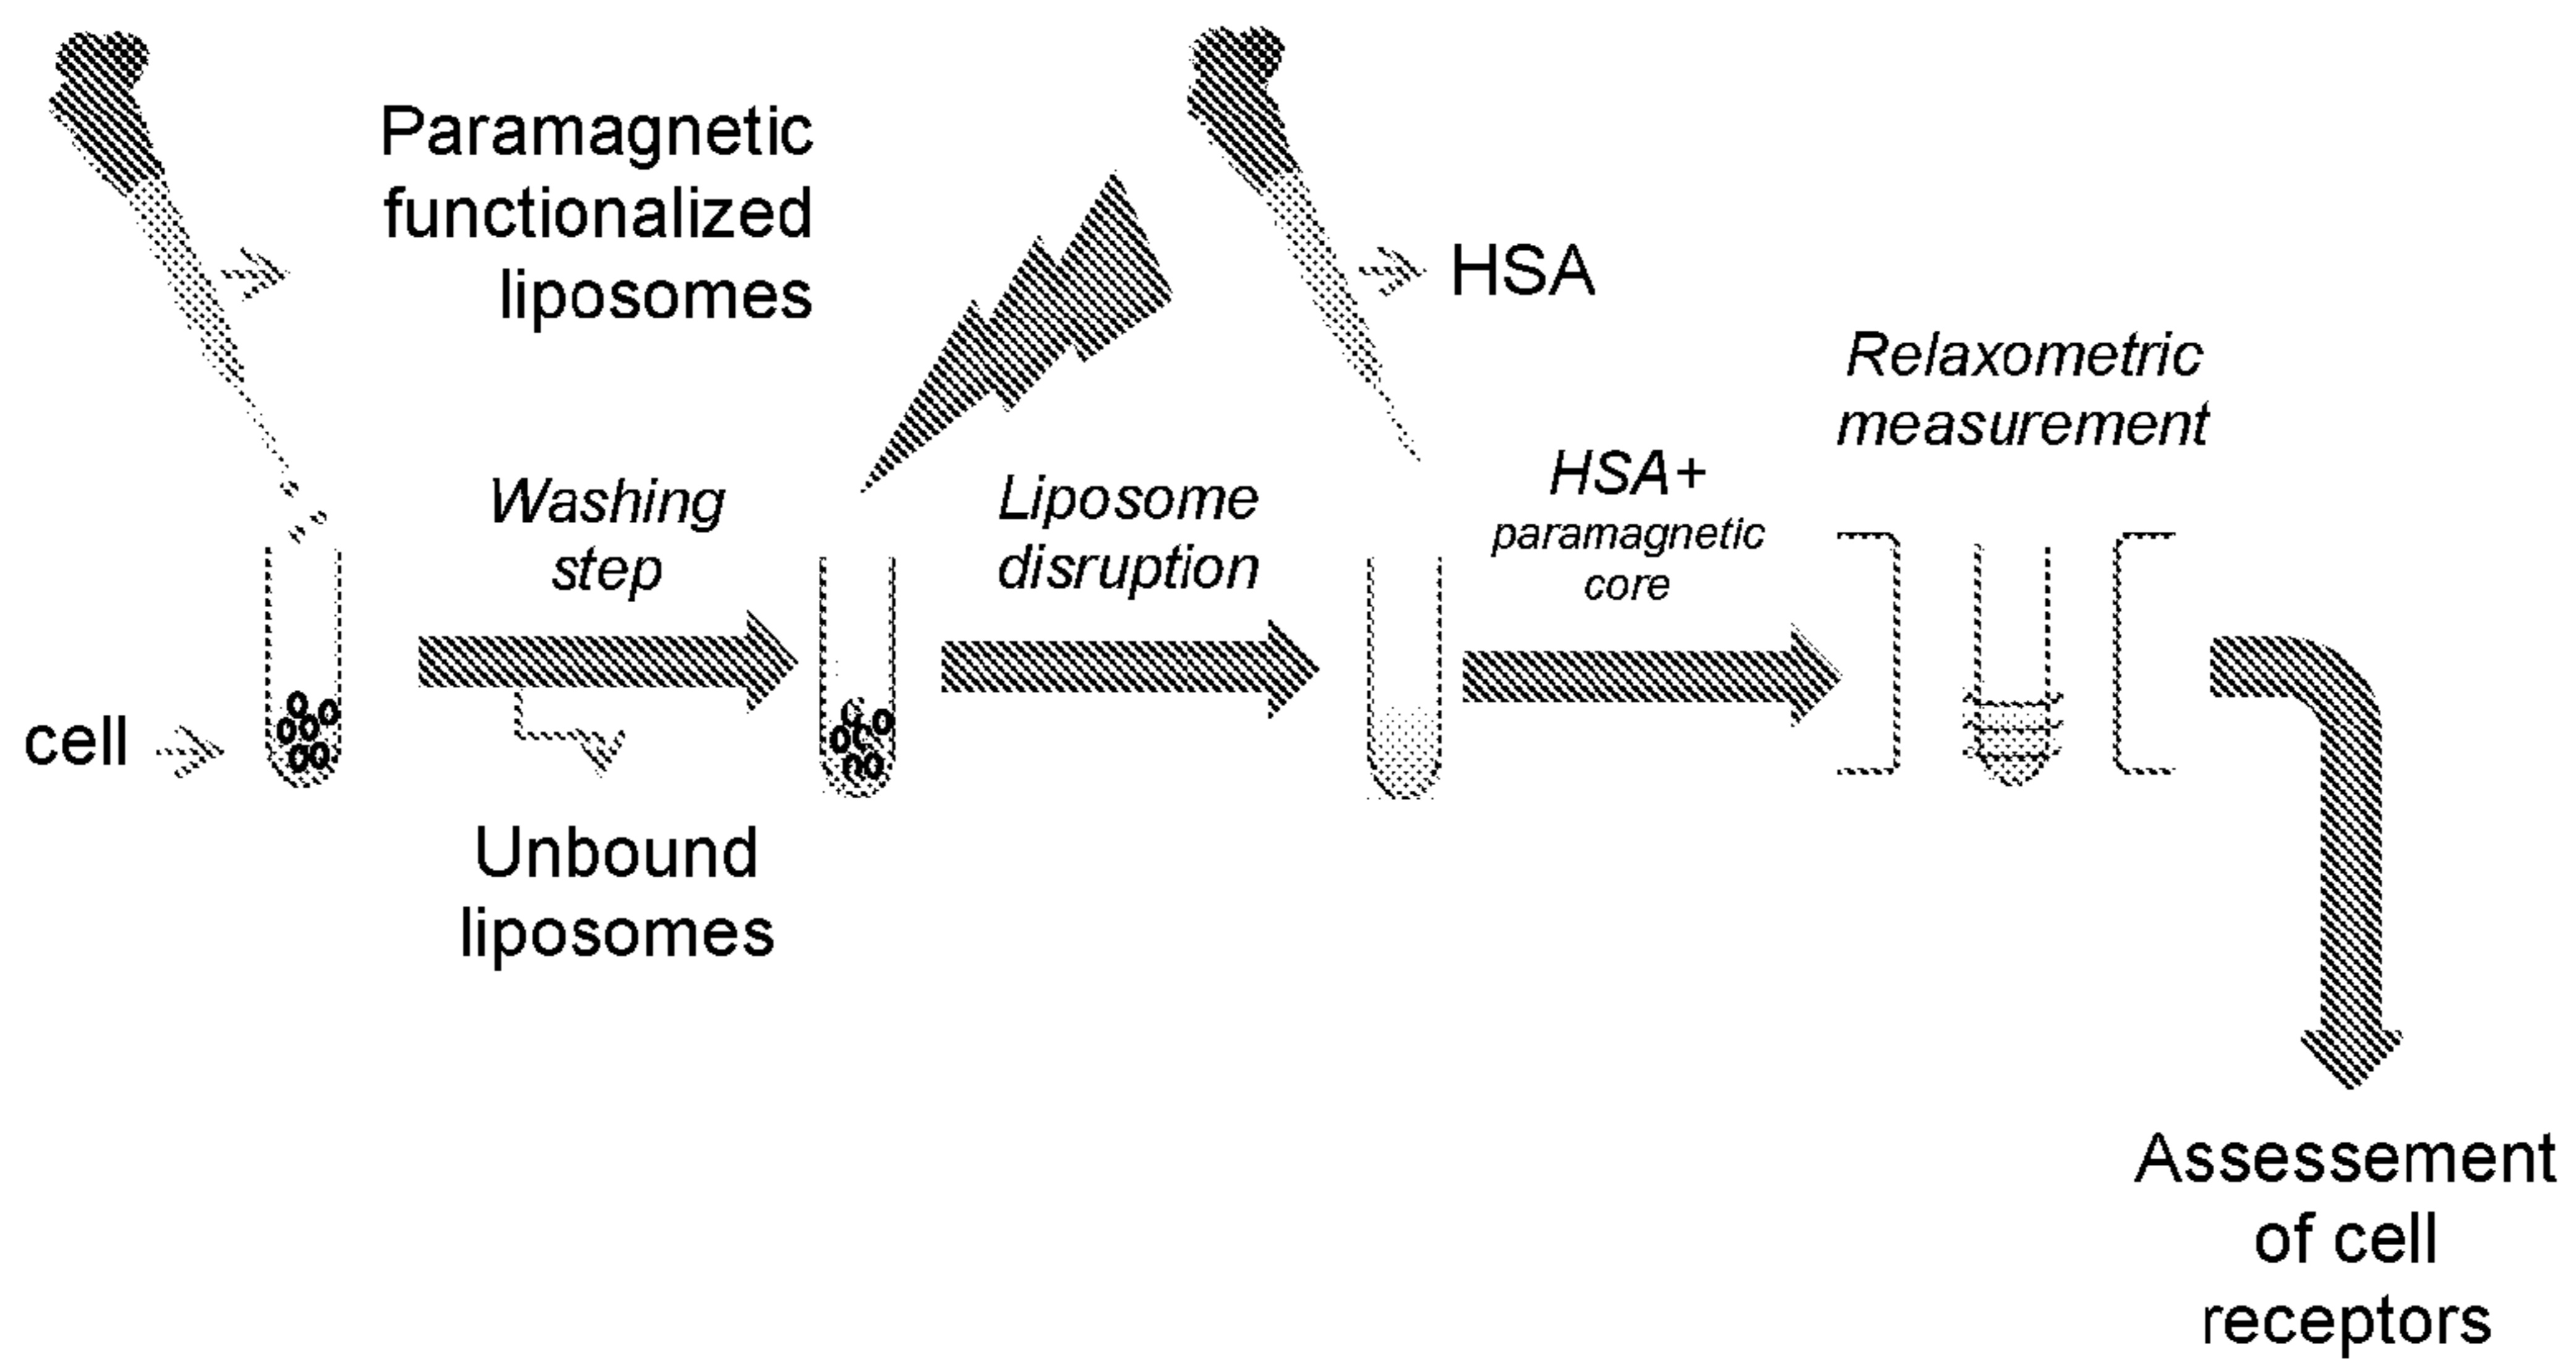 Paramagnetic
functionalized
liposomes
HSA
Relaxometric
measurement
Washing
step
Liposome
disruption
HSA+
paramagnetic
core
cell
Unbound
liposomes
Assessement
of cell
receptors